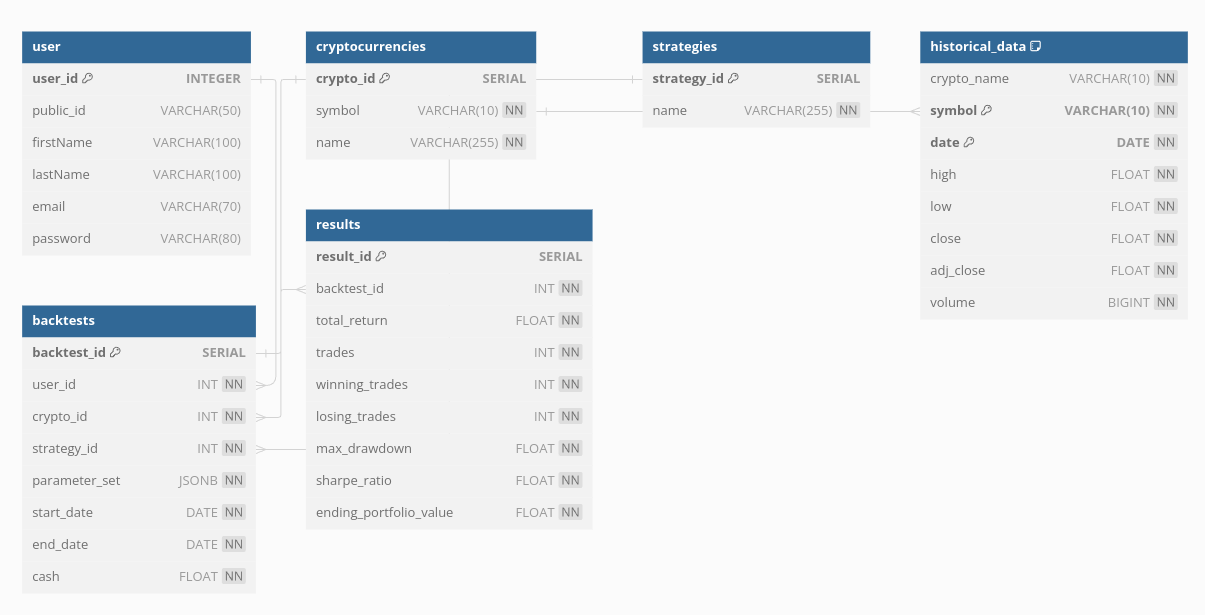 user
user_id INTEGER
public_id VARCHAR(50)
firstName VARCHAR(100)
lastName VARCHAR(100)
email VARCHAR(70)
password VARCHAR(80)
cryptocurrencies
crypto_id SERIAL
symbol VARCHAR(10) NN
name VARCHAR(255) NN
strategies
strategy_id SERIAL
name VARCHAR(255) NN
historical_data
crypto_name VARCHAR(10) NN
symbol VARCHAR(10) NN
date DATE NN
high FLOAT NN
low FLOAT NN
close FLOAT NN
adj_close FLOAT NN
volume BIGINT NN
results
result_id SERIAL
backtest_id INT NN
total_return FLOAT NN
trades INT NN
winning_trades INT NN
losing_trades INT NN
max_drawdown FLOAT NN
sharpe_ratio FLOAT NN
ending_portfolio_value FLOAT NN
backtests
backtest_id SERIAL
user_id INT NN
crypto_id INT NN
strategy_id INT NN
parameter_set JSONB NN
start_date DATE NN
end_date DATE NN
cash FLOAT NN